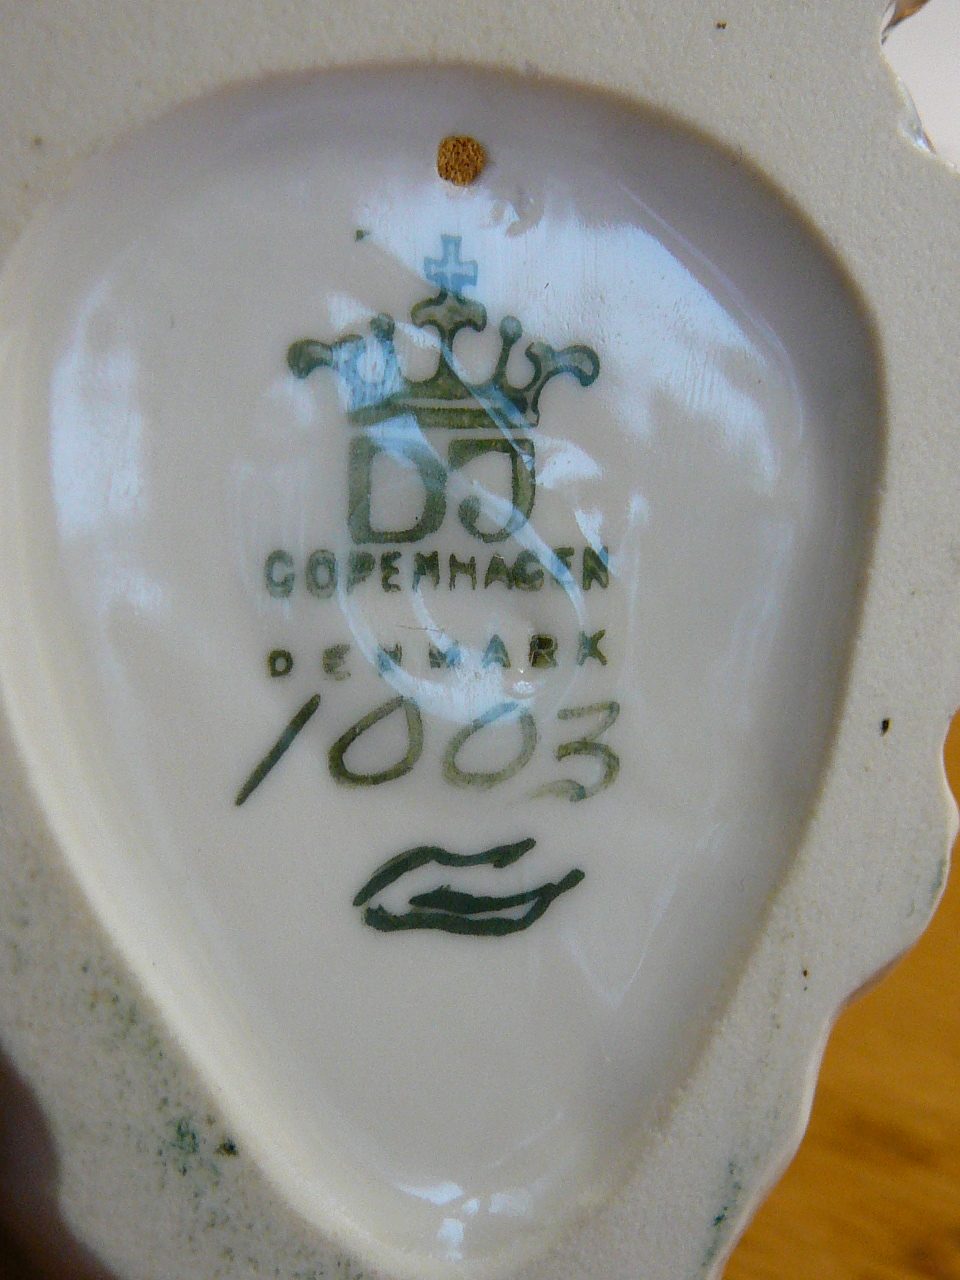 DJ
COPENHAGEN
DENMARK
1003